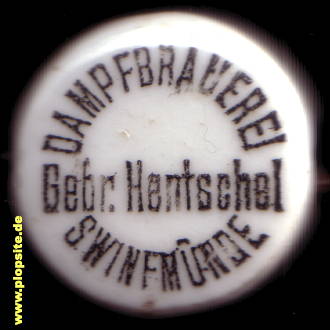 DAMPFBRAUEREI
Gebr. Hentschel
SWINEMÜNDE
www.plopsite.de